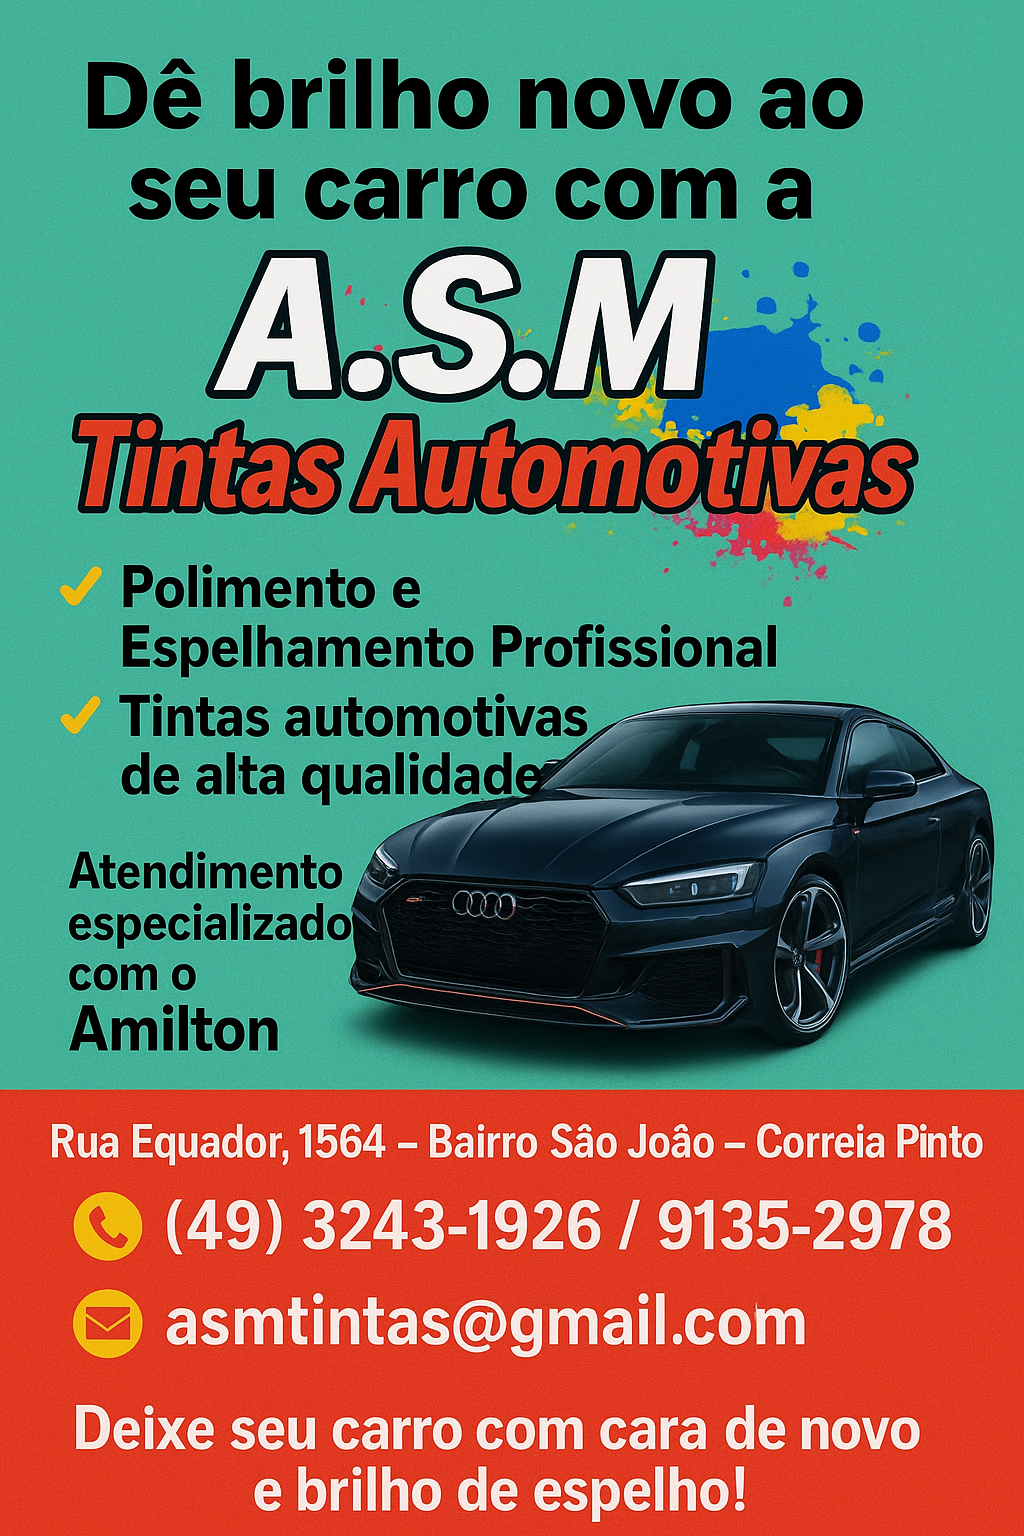 Dê brilho novo ao
seu carro com a
A.S.M
Tintas Automotivas
Polimento e
Espelhamento Profissional
Tintas automotivas
de alta qualidade
Atendimento
especializado
com o
Amilton
Rua Equador, 1564 – Bairro Sâo Joâo – Correia Pinto
(49) 3243-1926 / 9135-2978
asmtintas@gmail.com
Deixe seu carro com cara de novo
e brilho de espelho!